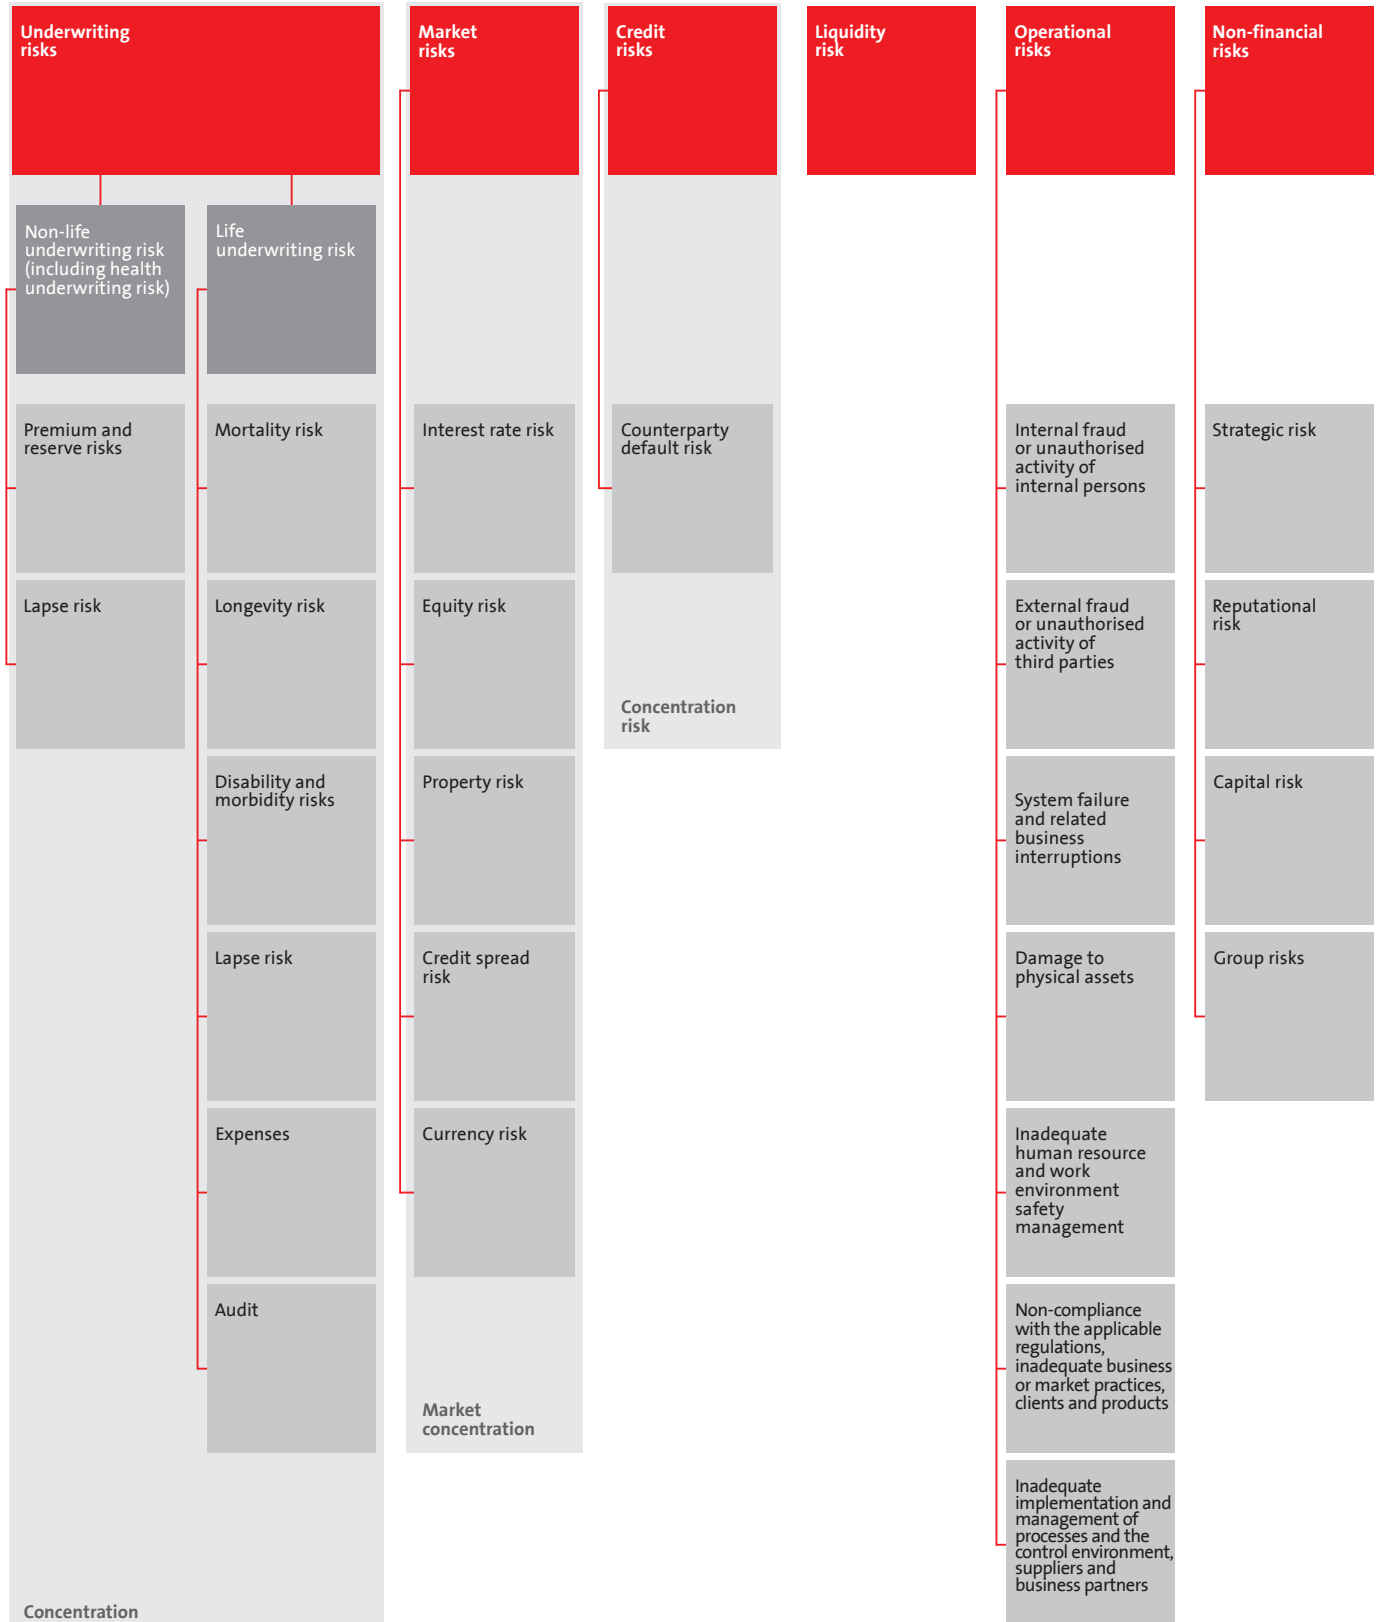 Underwriting
risks
Market
risks
Credit
risks
Liquidity
risk
Operational
risks
Non-financial
risks
Non-life
underwriting risk
(including health
underwriting risk)
Life
underwriting risk
Premium and
reserve risks
Lapse risk
Mortality risk
Longevity risk
Disability and
morbidity risks
Lapse risk
Expenses
Audit
Concentration
Interest rate risk
Equity risk
Property risk
Credit spread
risk
Currency risk
Market
concentration
Counterparty
default risk
Concentration
risk
Internal fraud
or unauthorised
activity of
internal persons
External fraud
or unauthorised
activity of
third parties
System failure
and related
business
interruptions
Damage to
physical assets
Inadequate
human resource
and work
environment
safety
management
Non-compliance
with the applicable
regulations,
inadequate business
or market practices,
clients and products
Inadequate
implementation and
management of
processes and the
control environment,
suppliers and
business partners
Strategic risk
Reputational
risk
Capital risk
Group risks